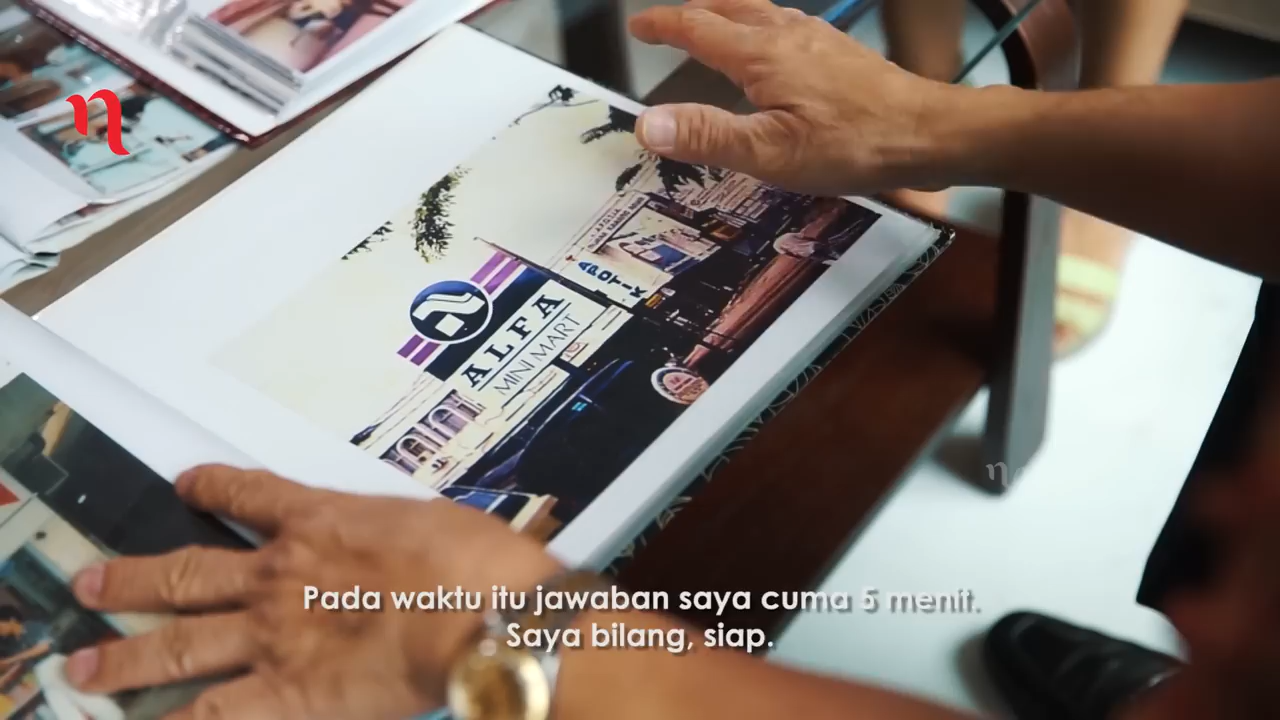 ALFA
MINI MART
APOTIK
Pada waktu itu jawaban saya cuma 5 menit.
Saya bilang, siap.